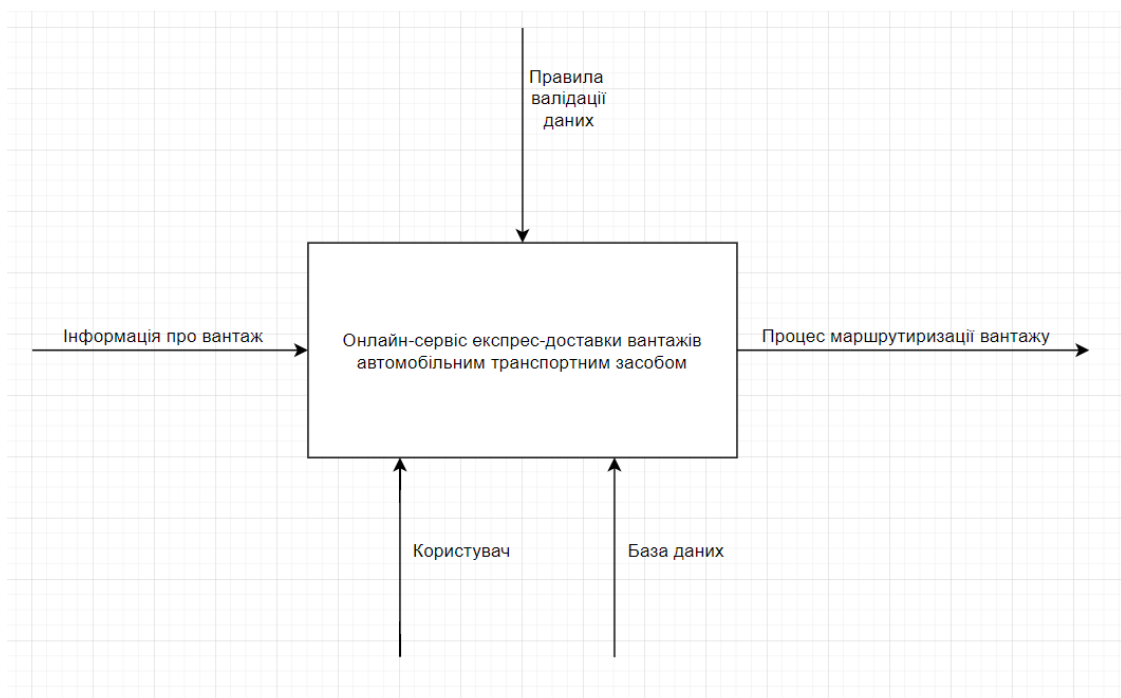 Правила
валідації
даних
Інформація про вантаж
Онлайн-сервіс експрес-доставки вантажів
автомобільним транспортним засобом
Процес маршрутиризації вантажу
Користувач
База даних